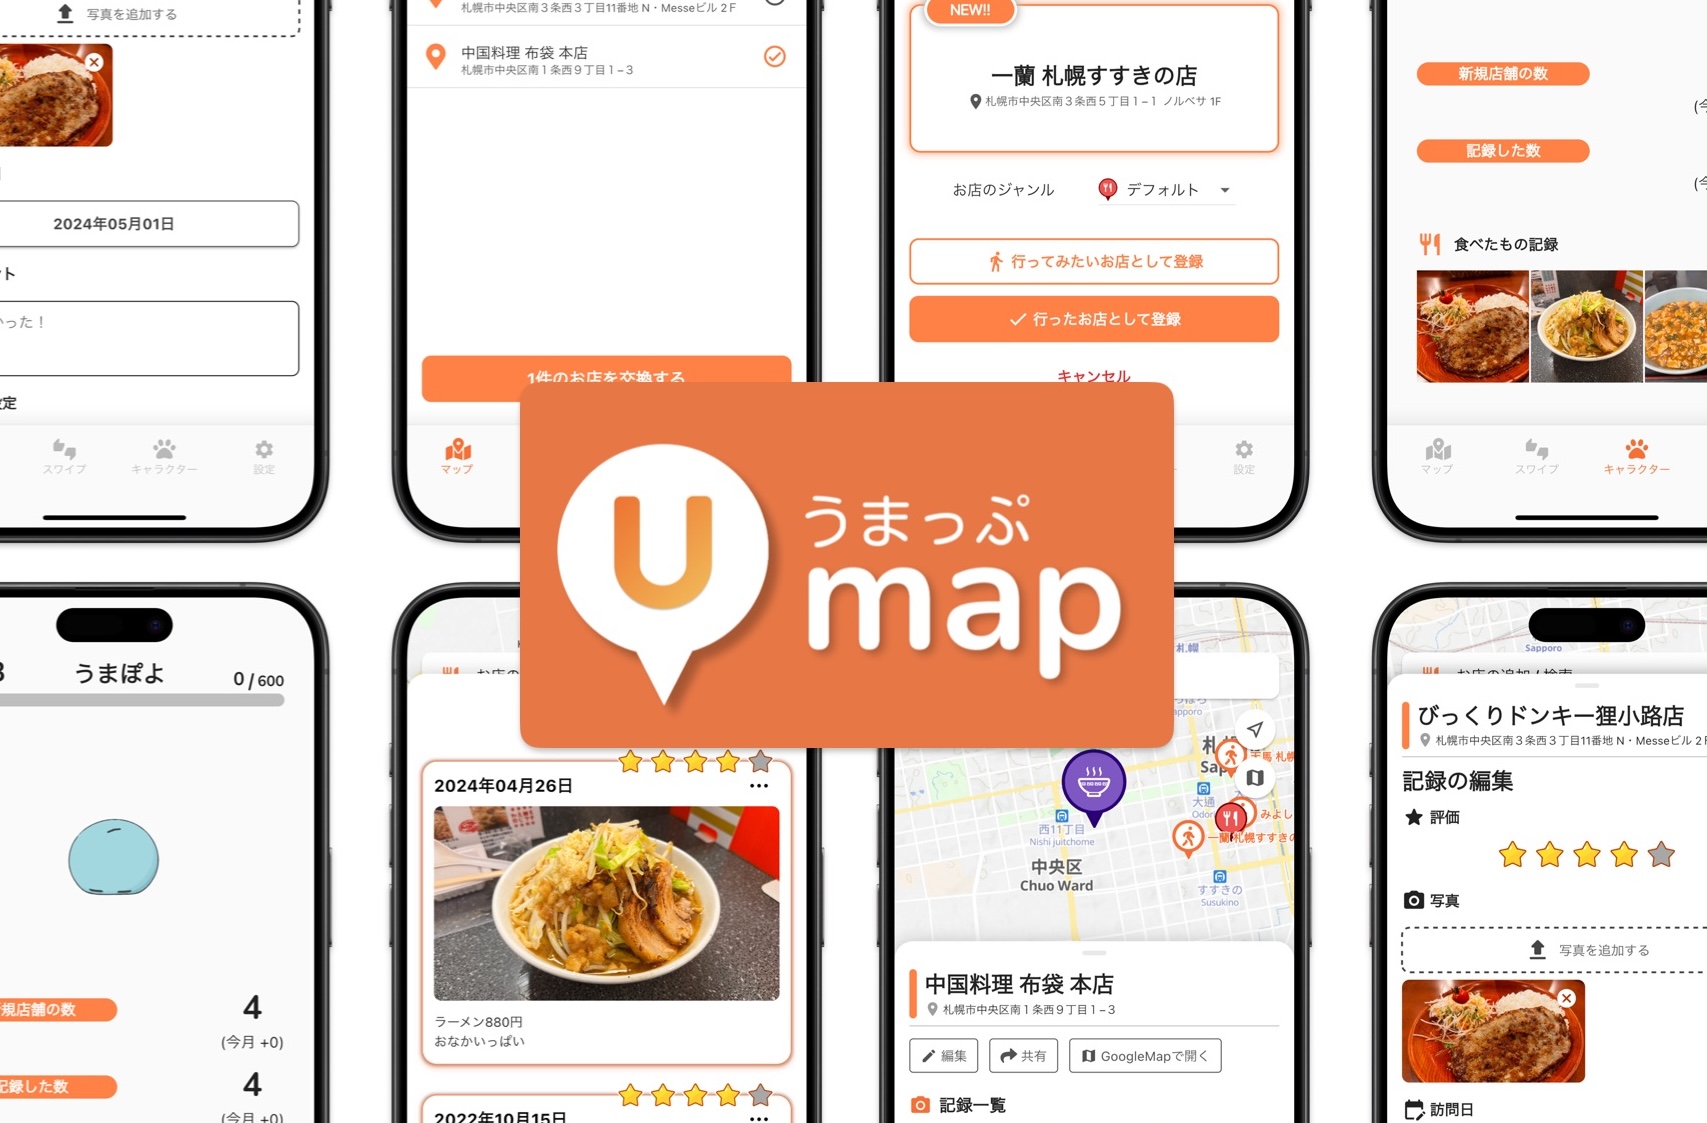 写真を追加する
2024年05月01日
った！
スワイプ
キャラクター
設定
札幌市中央区南３条西３丁目11番地 N・Messeビル２F
中国料理 布袋 本店
札幌市中央区南１条西９丁目１−３
1件のお店を交換する
マップ
NEW!!
一蘭 札幌すすきの店
札幌市中央区南３条西５丁目１−１ ノルベサ 1F
お店のジャンル
デフォルト
行ってみたいお店として登録
行ったお店として登録
キャンセル
設定
新規店舗の数
記録した数
食べたもの記録
マップ
スワイプ
キャラクター
U
うまっぷ
map
うまぽよ
0 / 600
規店舗の数
4
(今月 +0)
記録した数
4
(今月 +0)
2024年04月26日
ラーメン880円
おなかいっぱい
2022年10月15日
札幌
Sapporo
大通
西11丁目
Nishi juitchome
中央区
Chuo Ward
すすきの
Susukino
一蘭 札幌すすきの
みよし
中国料理 布袋 本店
札幌市中央区南１条西９丁目１−３
編集
共有
GoogleMapで開く
記録一覧
Sapporo
お店の追加 / 検索
びっくりドンキー狸小路店
札幌市中央区南３条西３丁目11番地 N・Messeビル２F
記録の編集
評価
写真
写真を追加する
訪問日